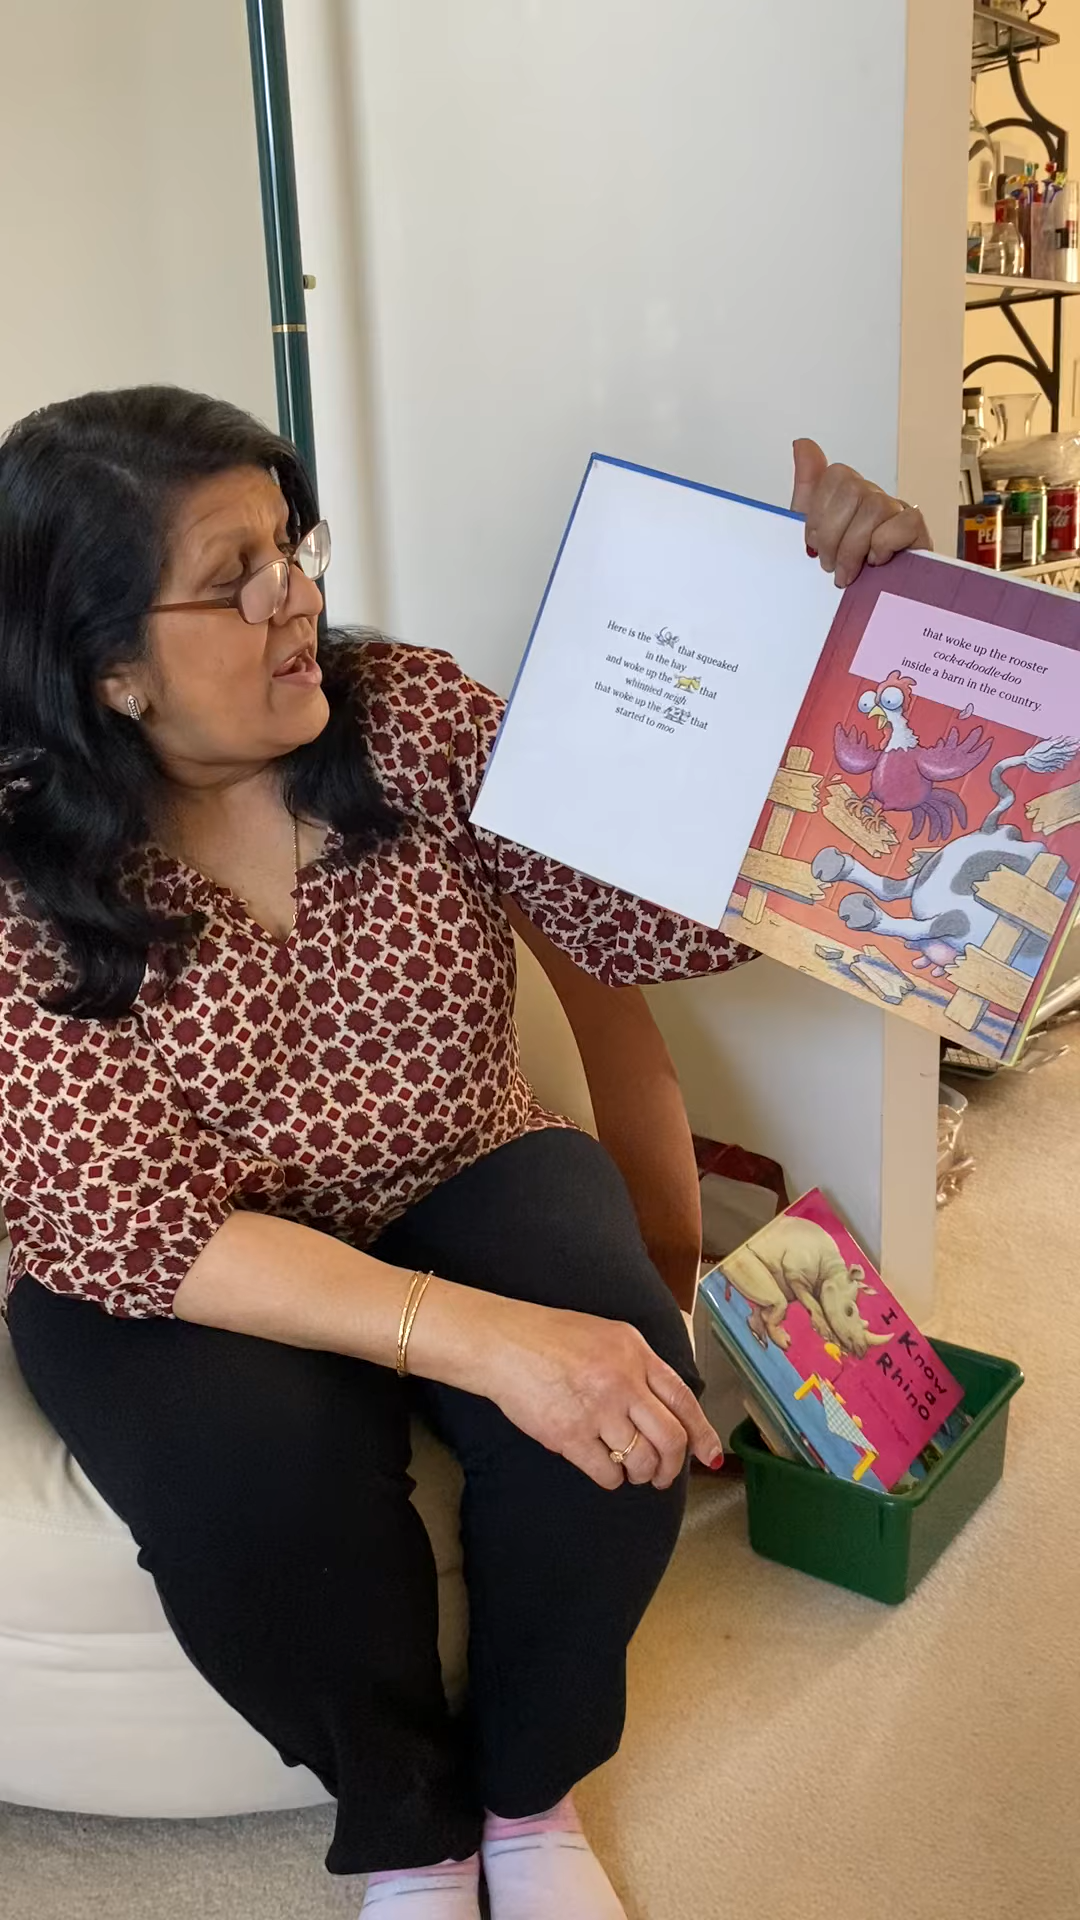 Here is the that squeaked
in the hay
and woke up the that
whinnied neigh
that woke up the that
started to moo
that woke up the rooster
cock-a-doodle-doo
inside a barn in the country.
I Know
a
Rhino
PEA